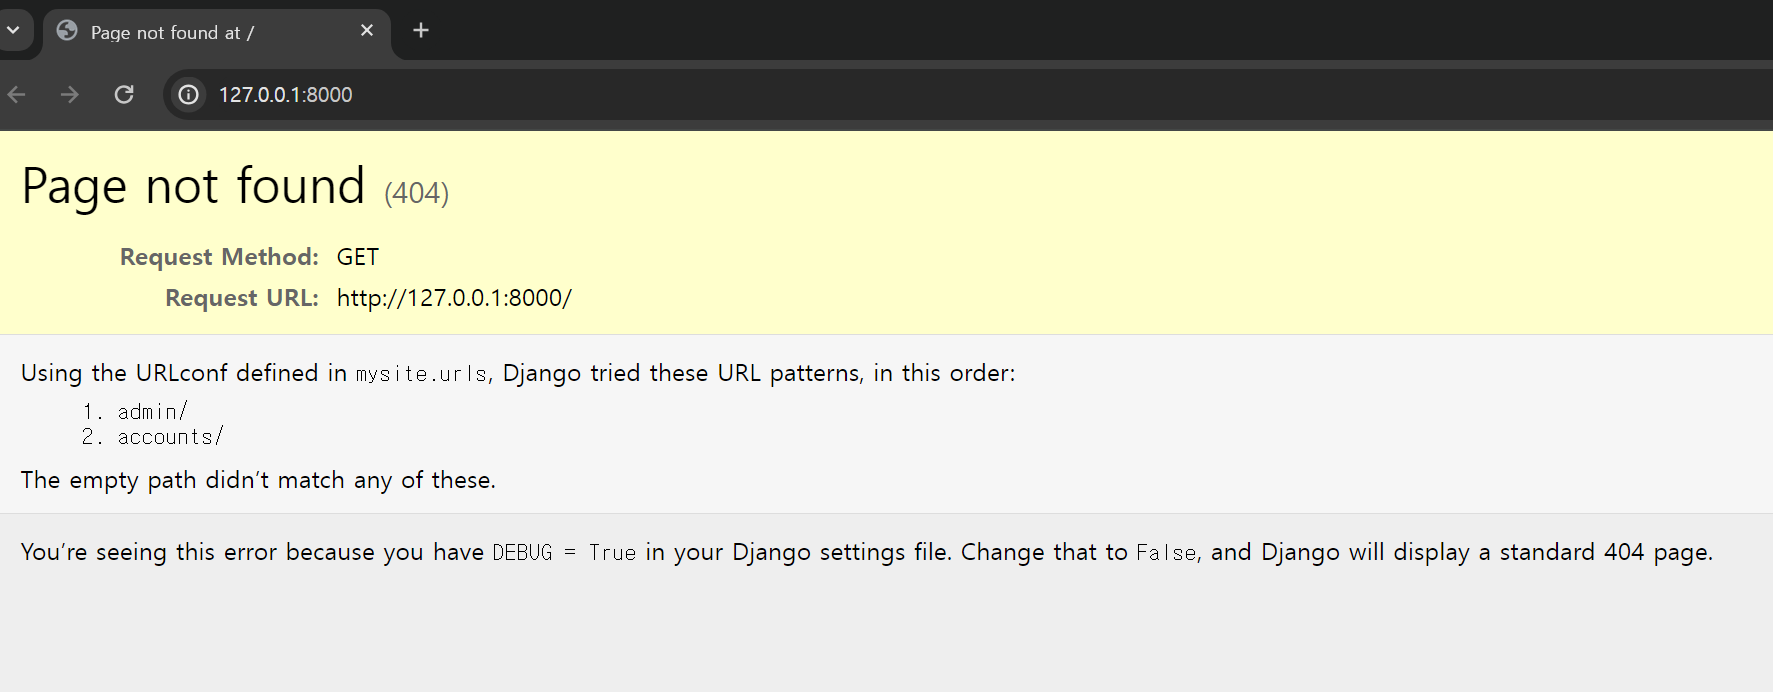 Page not found at /
127.0.0.1:8000
Page not found (404)
Request Method: GET
Request URL: http://127.0.0.1:8000/
Using the URLconf defined in mysite.urls, Django tried these URL patterns, in this order:
1. admin/
2. accounts/
The empty path didn’t match any of these.
You’re seeing this error because you have DEBUG = True in your Django settings file. Change that to False, and Django will display a standard 404 page.